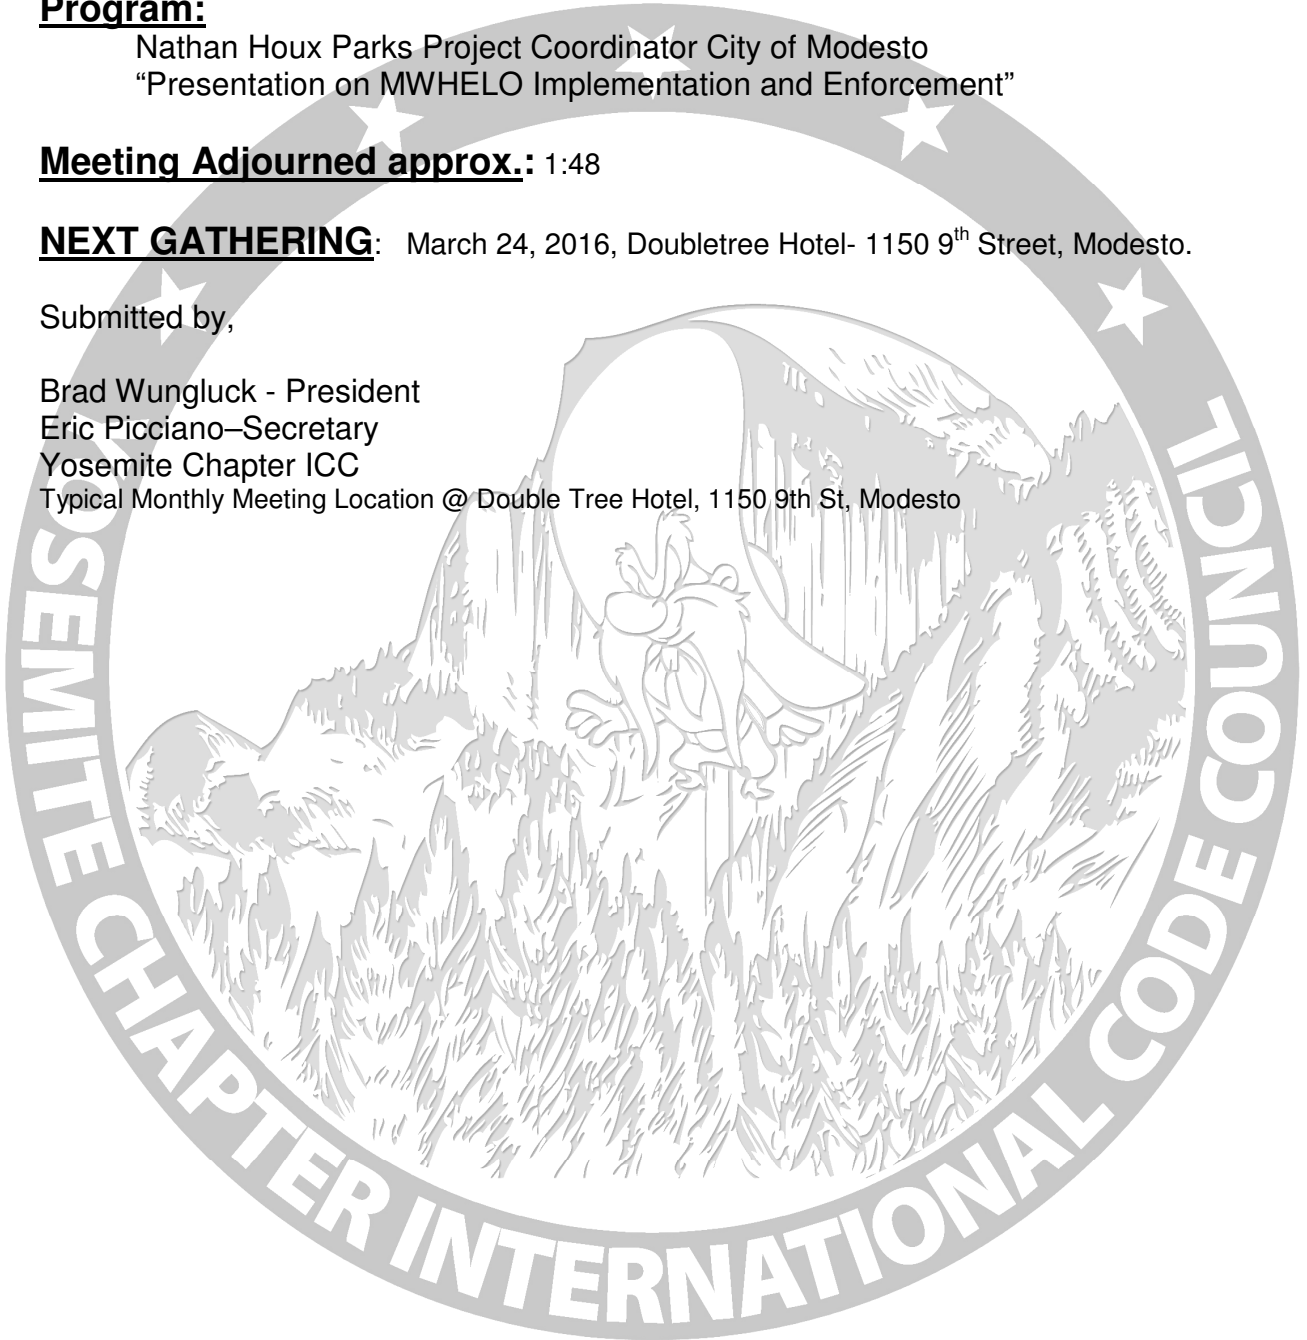 Program:
Nathan Houx Parks Project Coordinator City of Modesto
“Presentation on MWHELO Implementation and Enforcement”
Meeting Adjourned approx.: 1:48
NEXT GATHERING: March 24, 2016, Doubletree Hotel- 1150 9th Street, Modesto.
Submitted by,
Brad Wungluck - President
Eric Picciano–Secretary
Yosemite Chapter ICC
Typical Monthly Meeting Location @ Double Tree Hotel, 1150 9th St, Modesto
YOSEMITE CHAPTER INTERNATIONAL CODE COUNCIL